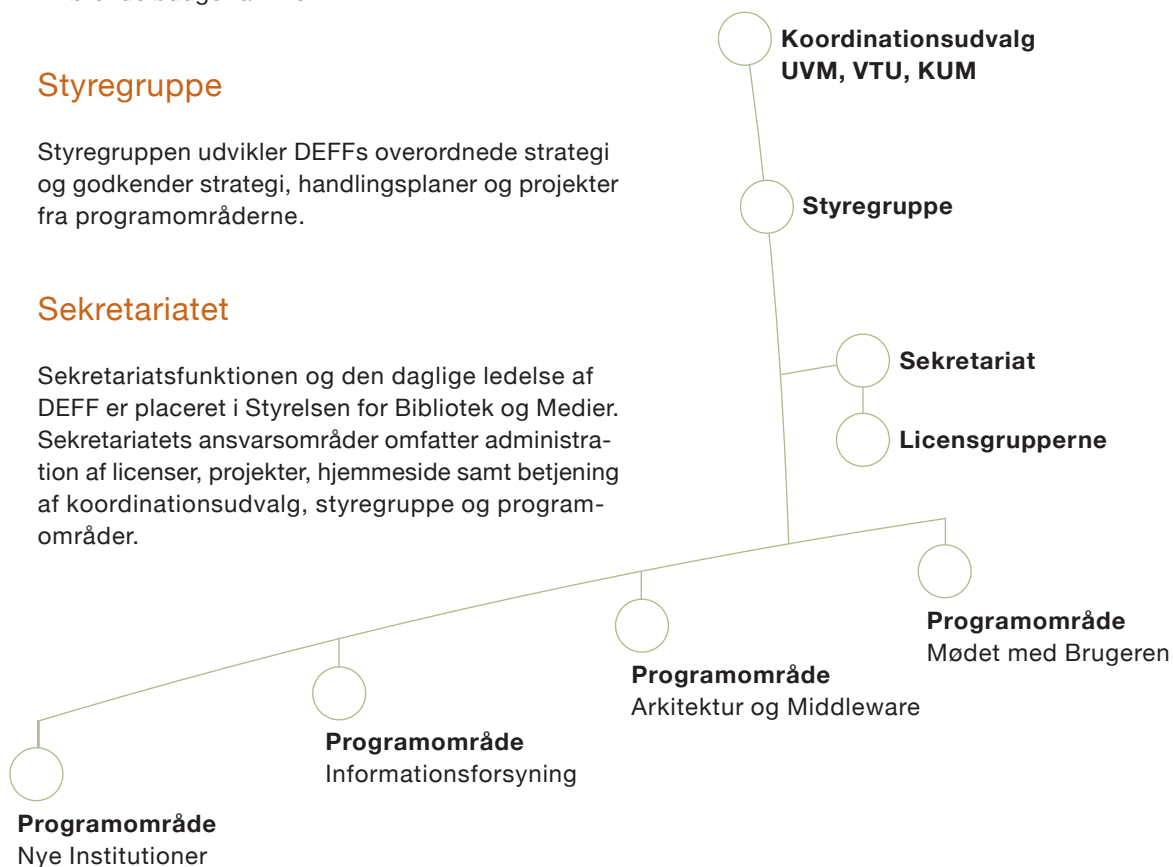 Styregruppe
Styregruppen udvikler DEFFs overordnede strategi
og godkender strategi, handlingsplaner og projekter
fra programområderne.
Sekretariatet
Sekretariatsfunktionen og den daglige ledelse af
DEFF er placeret i Styrelsen for Bibliotek og Medier.
Sekretariatets ansvarsområder omfatter administra-
tion af licenser, projekter, hjemmeside samt betjening
af koordinationsudvalg, styregruppe og program-
områder.
Koordinationsudvalg
UVM, VTU, KUM
Styregruppe
Sekretariat
Licensgrupperne
Programområde
Mødet med Brugeren
Programområde
Arkitektur og Middleware
Programområde
Informationsforsyning
Programområde
Nye Institutioner